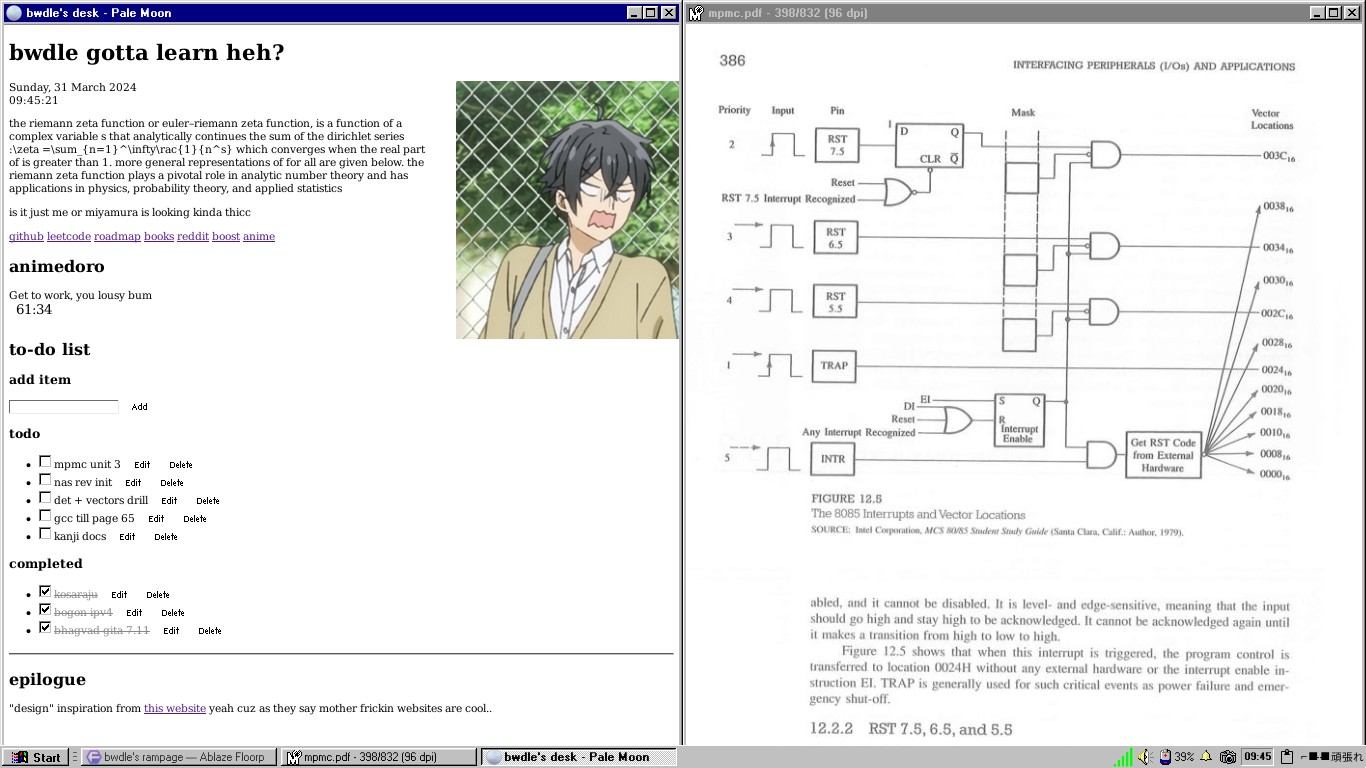 bwdle's desk - Pale Moon
bwdle gotta learn heh?
Sunday, 31 March 2024
09:45:21
the riemann zeta function or euler–riemann zeta function, is a function of a
complex variable s that analytically continues the sum of the dirichlet series
:\zeta =\sum_{n=1}^\infty\rac{1}{n^s} which converges when the real part
of is greater than 1. more general representations of for all are given below. the
riemann zeta function plays a pivotal role in analytic number theory and has
applications in physics, probability theory, and applied statistics
is it just me or miyamura is looking kinda thicc
github leetcode roadmap books reddit boost anime
animedoro
Get to work, you lousy bum
61:34
to-do list
add item
Add
todo
mpmc unit 3 Edit Delete
nas rev init Edit Delete
det + vectors drill Edit Delete
gcc till page 65 Edit Delete
kanji docs Edit Delete
completed
kosaraju Edit Delete
bogon ipv4 Edit Delete
bhagvad gita 7.11 Edit Delete
epilogue
"design" inspiration from this website yeah cuz as they say mother frickin websites are cool..
mpmc.pdf - 398/832 (96 dpi)
386
INTERFACING PERIPHERALS (I/Os) AND APPLICATIONS
Priority Input Pin Mask Vector
Locations
2 RST
7.5
1 D Q
CLR Q̅
003C16
Reset
RST 7.5 Interrupt Recognized
003816
3 RST
6.5
003416
003016
4 RST
5.5
002C16
002816
1 TRAP 002416
002016
EI S Q
DI
Reset R
Interrupt
Enable
Any Interrupt Recognized
001816
001016
5 INTR
Get RST Code
from External
Hardware
000816
000016
FIGURE 12.5
The 8085 Interrupts and Vector Locations
SOURCE: Intel Corporation, MCS 80/85 Student Study Guide (Santa Clara, Calif.: Author, 1979).
abled, and it cannot be disabled. It is level- and edge-sensitive, meaning that the input
should go high and stay high to be acknowledged. It cannot be acknowledged again until
it makes a transition from high to low to high.
Figure 12.5 shows that when this interrupt is triggered, the program control is
transferred to location 0024H without any external hardware or the interrupt enable in-
struction EI. TRAP is generally used for such critical events as power failure and emer-
gency shut-off.
12.2.2 RST 7.5, 6.5, and 5.5
Start bwdle's rampage — Ablaze Floorp mpmc.pdf - 398/832 (96 dpi) bwdle's desk - Pale Moon 39% 09:45 頑張れ